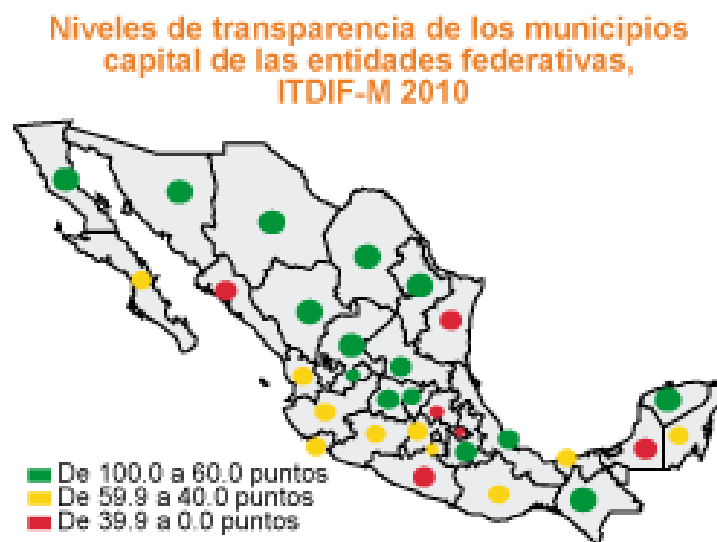 Niveles de transparencia de los municipios
capital de las entidades federativas,
ITDIF-M 2010
De 100.0 a 60.0 puntos
De 59.9 a 40.0 puntos
De 39.9 a 0.0 puntos